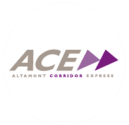 ACE
ALTAMONT CORRIDOR EXPRESS